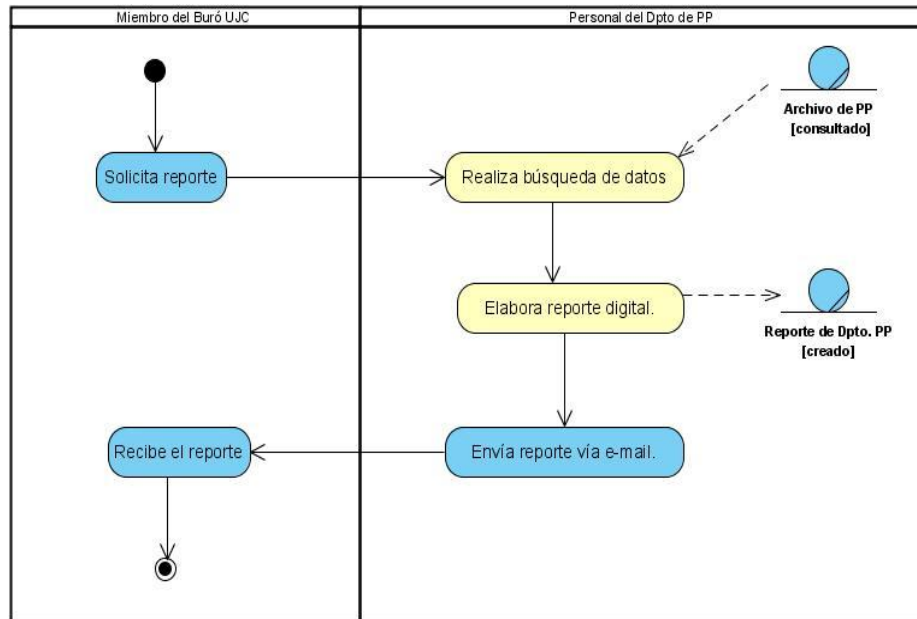 Miembro del Buró UJC
Personal del Dpto de PP
Archivo de PP
[consultado]
Solicita reporte
Realiza búsqueda de datos
Elabora reporte digital.
Reporte de Dpto. PP
[creado]
Recibe el reporte
Envía reporte vía e-mail.